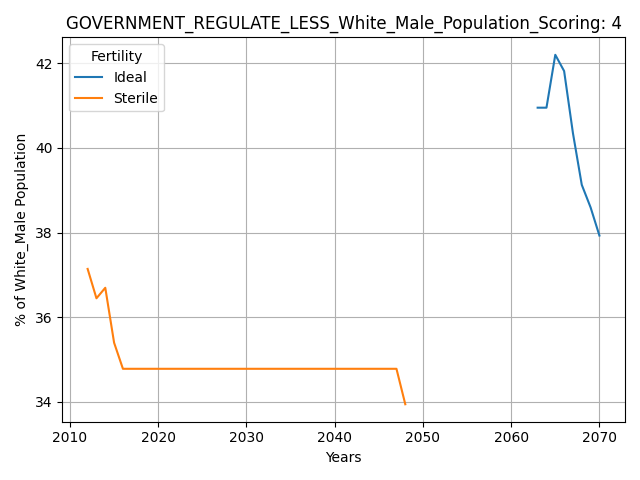 GOVERNMENT_REGULATE_LESS_White_Male_Population_Scoring: 4
Fertility
Ideal
Sterile
% of White_Male Population
42
40
38
36
34
2010 2020 2030 2040 2050 2060 2070
Years